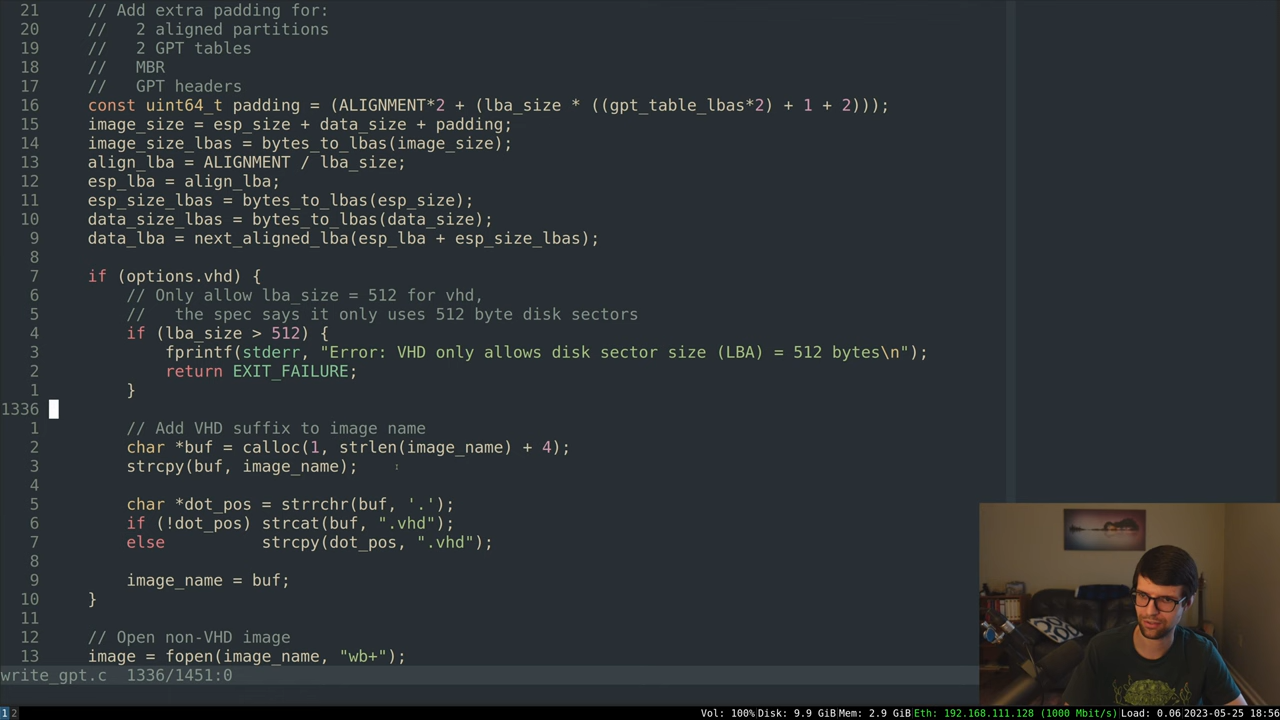 21 // Add extra padding for:
20 //   2 aligned partitions
19 //   2 GPT tables
18 //   MBR
17 //   GPT headers
16 const uint64_t padding = (ALIGNMENT*2 + (lba_size * ((gpt_table_lbas*2) + 1 + 2)));
15 image_size = esp_size + data_size + padding;
14 image_size_lbas = bytes_to_lbas(image_size);
13 align_lba = ALIGNMENT / lba_size;
12 esp_lba = align_lba;
11 esp_size_lbas = bytes_to_lbas(esp_size);
10 data_size_lbas = bytes_to_lbas(data_size);
9 data_lba = next_aligned_lba(esp_lba + esp_size_lbas);
8
7 if (options.vhd) {
6 // Only allow lba_size = 512 for vhd,
5 //   the spec says it only uses 512 byte disk sectors
4 if (lba_size > 512) {
3 fprintf(stderr, "Error: VHD only allows disk sector size (LBA) = 512 bytes\n");
2 return EXIT_FAILURE;
1 }
1336
1 // Add VHD suffix to image name
2 char *buf = calloc(1, strlen(image_name) + 4);
3 strcpy(buf, image_name);
4
5 char *dot_pos = strrchr(buf, '.');
6 if (!dot_pos) strcat(buf, ".vhd");
7 else          strcpy(dot_pos, ".vhd");
8
9 image_name = buf;
10 }
11
12 // Open non-VHD image
13 image = fopen(image_name, "wb+");
write_gpt.c  1336/1451:0
1 2 Vol: 100% Disk: 9.9 GiB Mem: 2.9 GiB Eth: 192.168.111.128 (1000 Mbit/s) Load: 0.06 2023-05-25 18:56